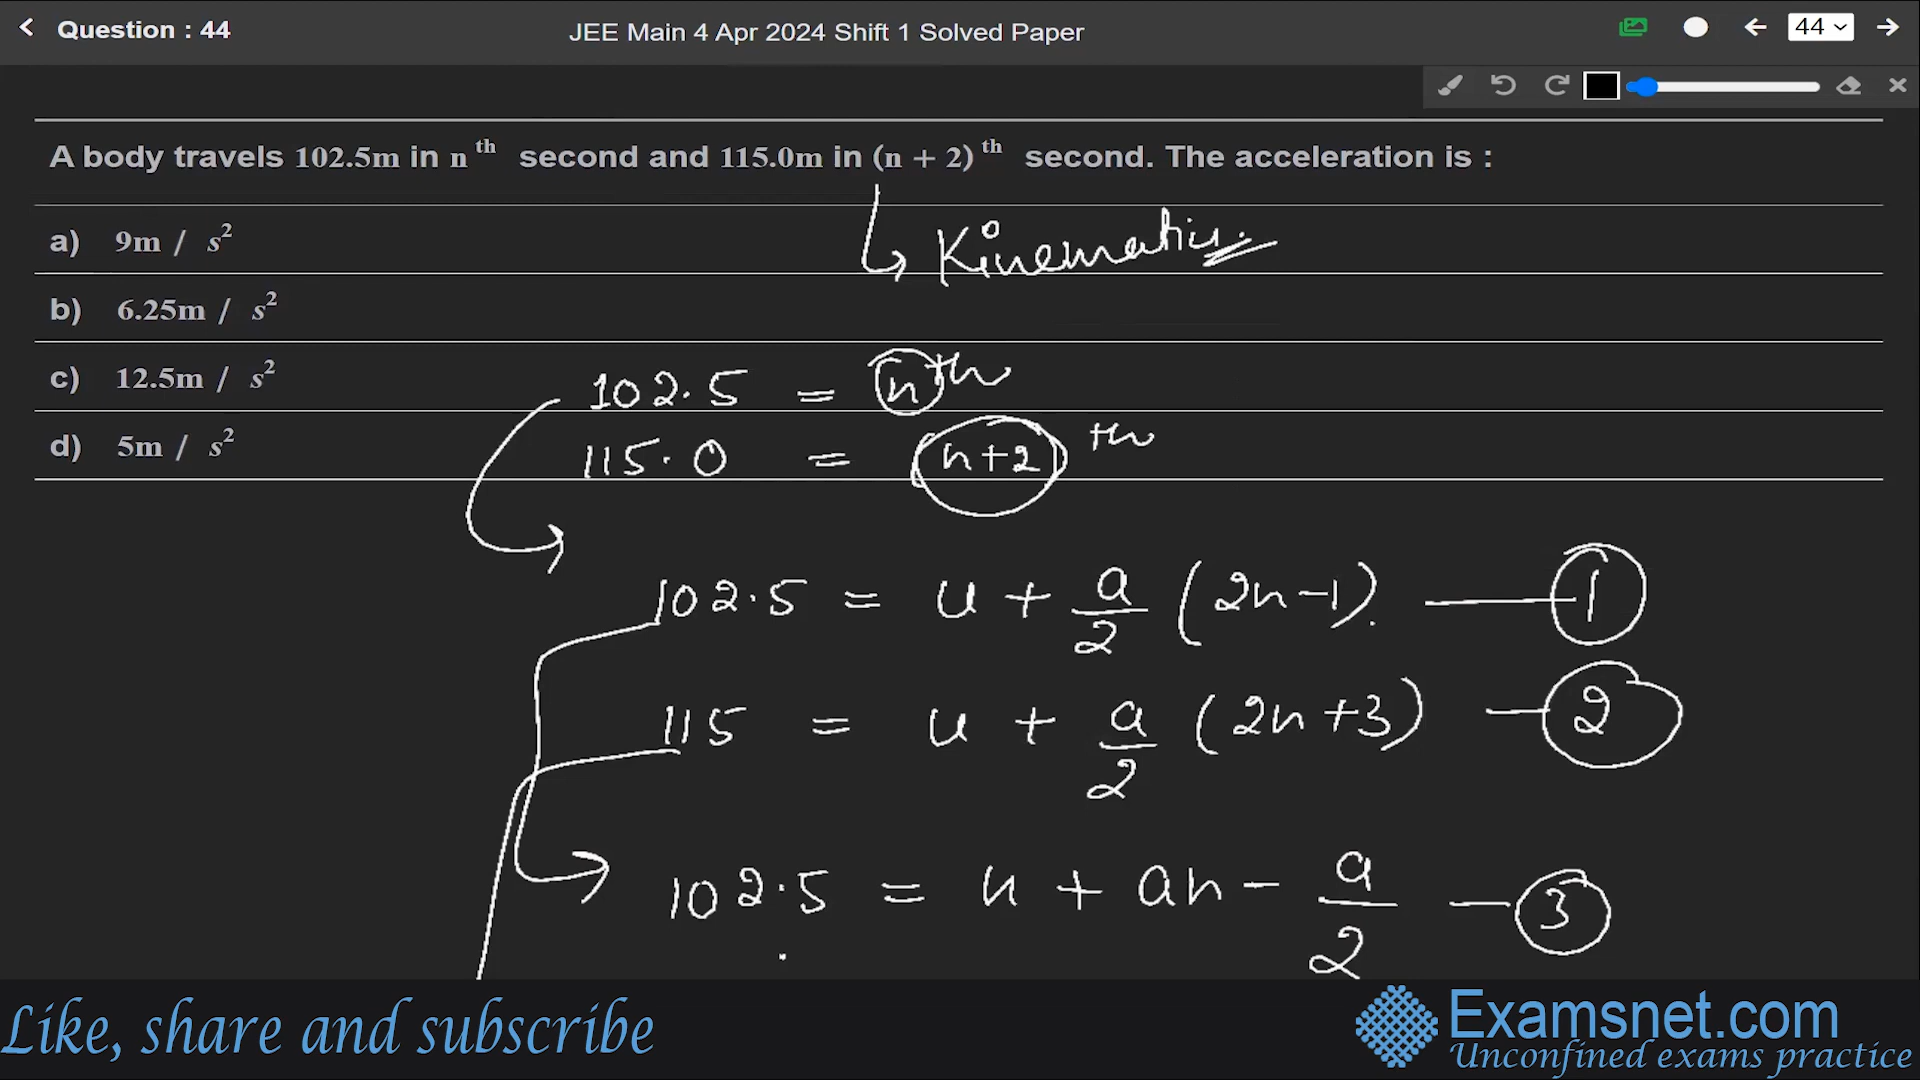 Question : 44
JEE Main 4 Apr 2024 Shift 1 Solved Paper
44
A body travels 102.5m in n th second and 115.0m in (n + 2) th second. The acceleration is :
a) 9m / s²
Kinematics.
b) 6.25m / s²
c) 12.5m / s²
102.5 = n th
d) 5m / s²
115.0 = (n+2) th
102.5 = u + a/2 (2n-1). — 1
115 = u + a/2 (2n+3) — 2
102.5 = u + an - a/2 — 3
Like, share and subscribe
Examsnet.com
Unconfined exams practice